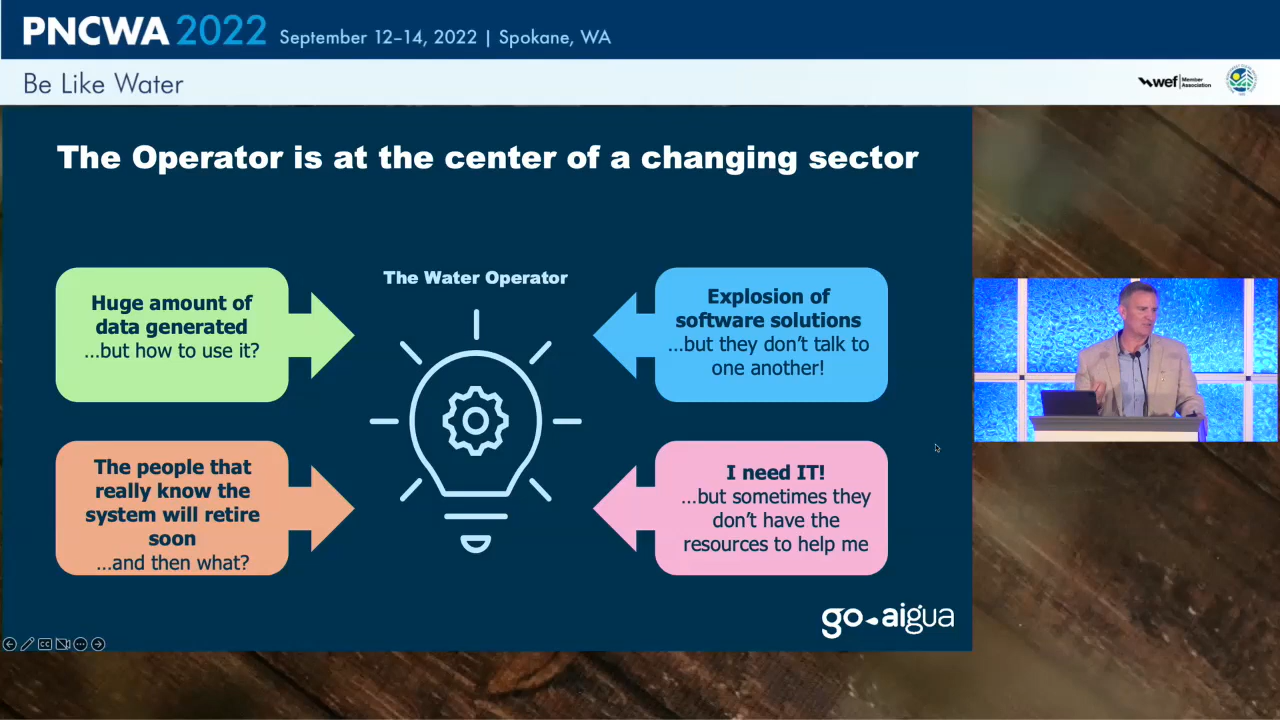 PNCWA 2022 September 12–14, 2022 | Spokane, WA
Be Like Water
wef Member
Association
The Operator is at the center of a changing sector
The Water Operator
Huge amount of
data generated
...but how to use it?
Explosion of
software solutions
...but they don't talk to
one another!
The people that
really know the
system will retire
soon
...and then what?
I need IT!
...but sometimes they
don't have the
resources to help me
go·aigua
CC